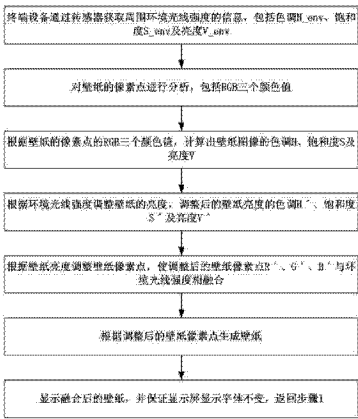 终端设备通过传感器获取周围环境光线强度的信息，包括色调H_env、饱和
度S_env及亮度V_env
对壁纸的像素点进行分析，包括RGB三个颜色值
根据壁纸的像素点的RGB三个颜色值，计算出壁纸图像的色调H、饱和度S及
亮度V
根据环境光线强度调整壁纸的亮度，调整后的壁纸亮度的色调H＾、饱和度
S＾及亮度V＾
根据壁纸亮度调整壁纸像素点，使调整后的壁纸像素点R＾、G＾、B＾与环
境光线强度相融合
根据调整后的壁纸像素点生成壁纸
显示融合后的壁纸，并保证显示屏显示字体不变，返回步骤1